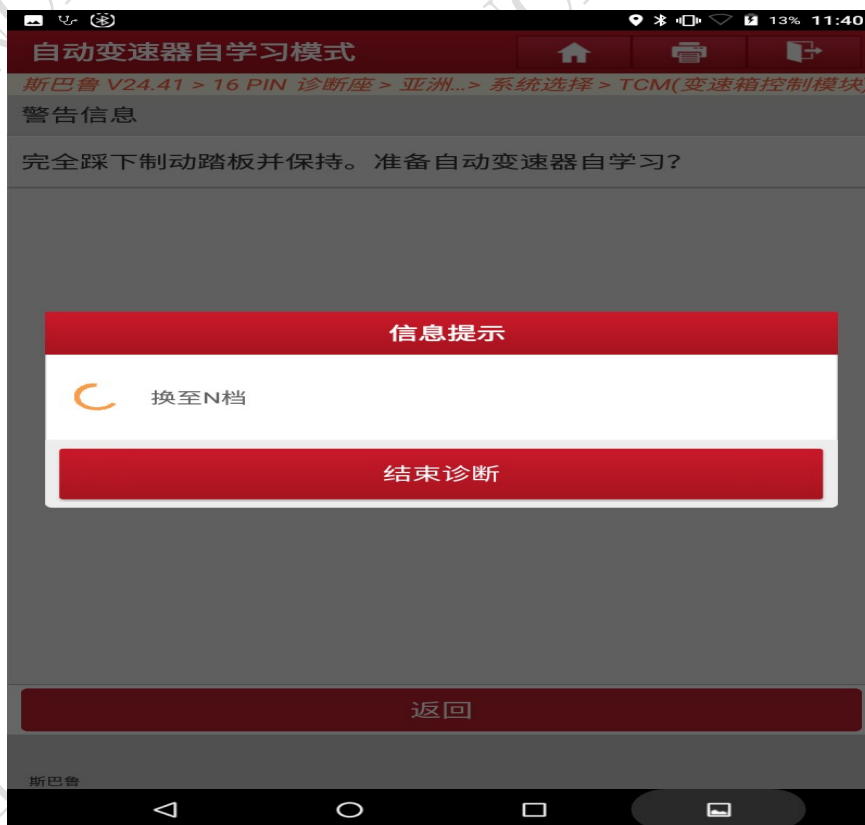 13% 11:40
自动变速器自学习模式
斯巴鲁 V24.41 > 16 PIN 诊断座 > 亚洲...> 系统选择 > TCM(变速箱控制模块)
警告信息
完全踩下制动踏板并保持。准备自动变速器自学习?
信息提示
换至N档
结束诊断
返回
斯巴鲁